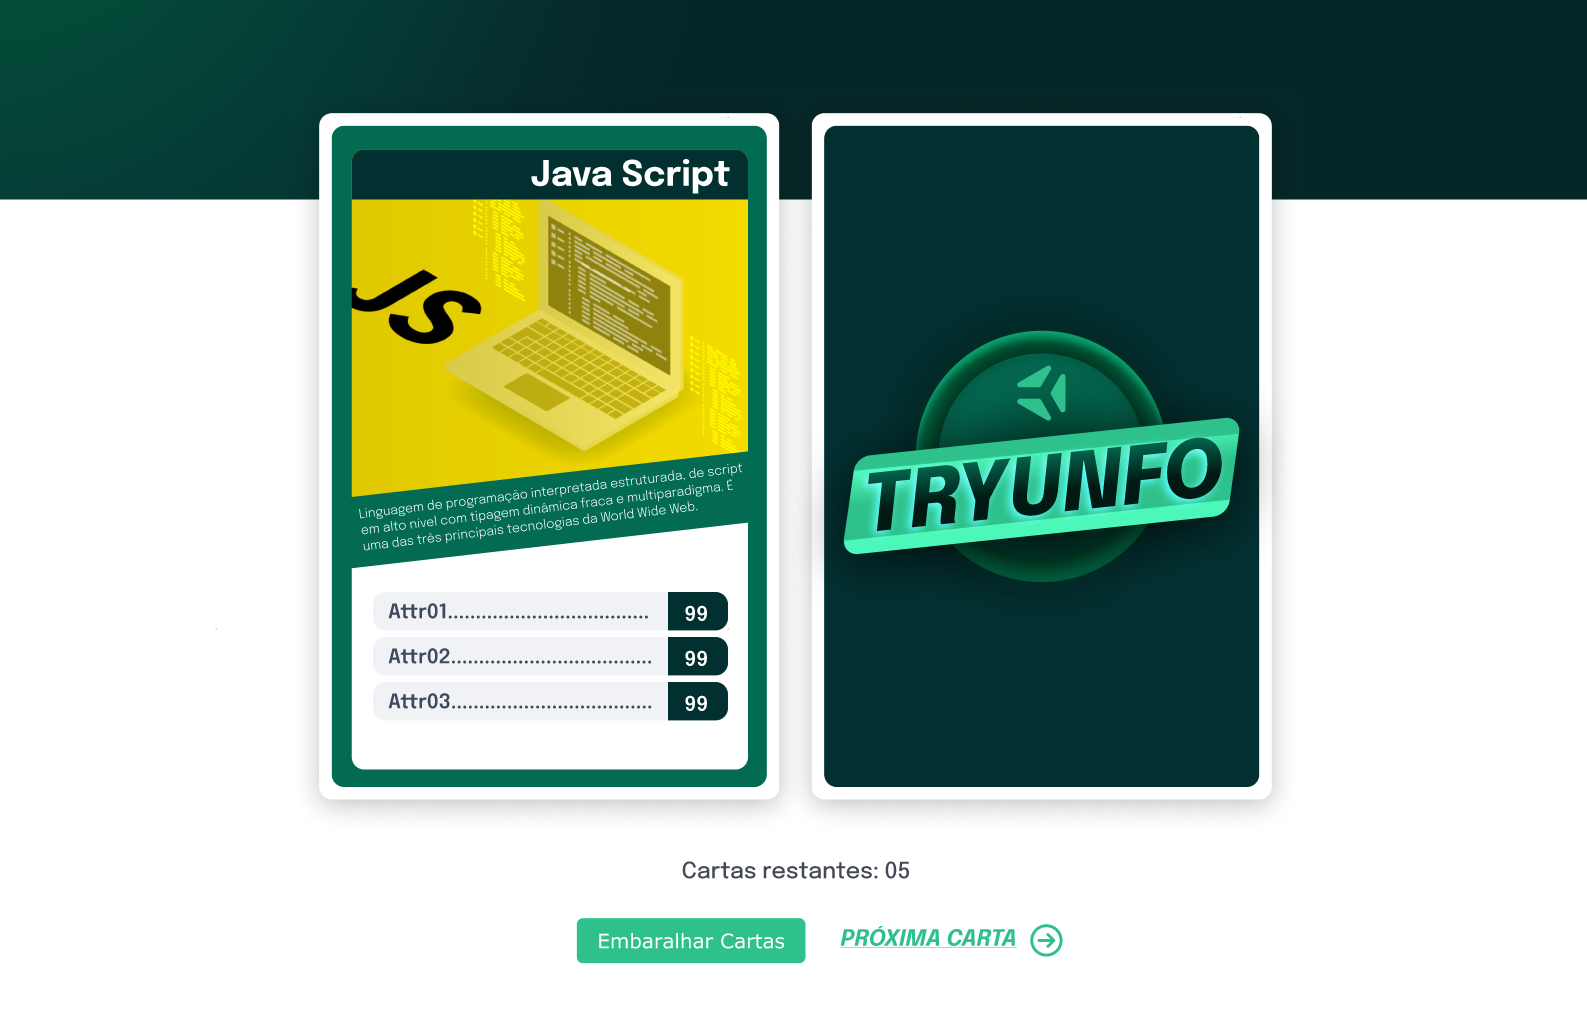 Java Script
JS
Linguagem de programação interpretada estruturada, de script
em alto nível com tipagem dinâmica fraca e multiparadigma. É
uma das três principais tecnologias da World Wide Web.
Attr01.................................... 99
Attr02.................................... 99
Attr03.................................... 99
TRYUNFO
Cartas restantes: 05
Embaralhar Cartas
PRÓXIMA CARTA